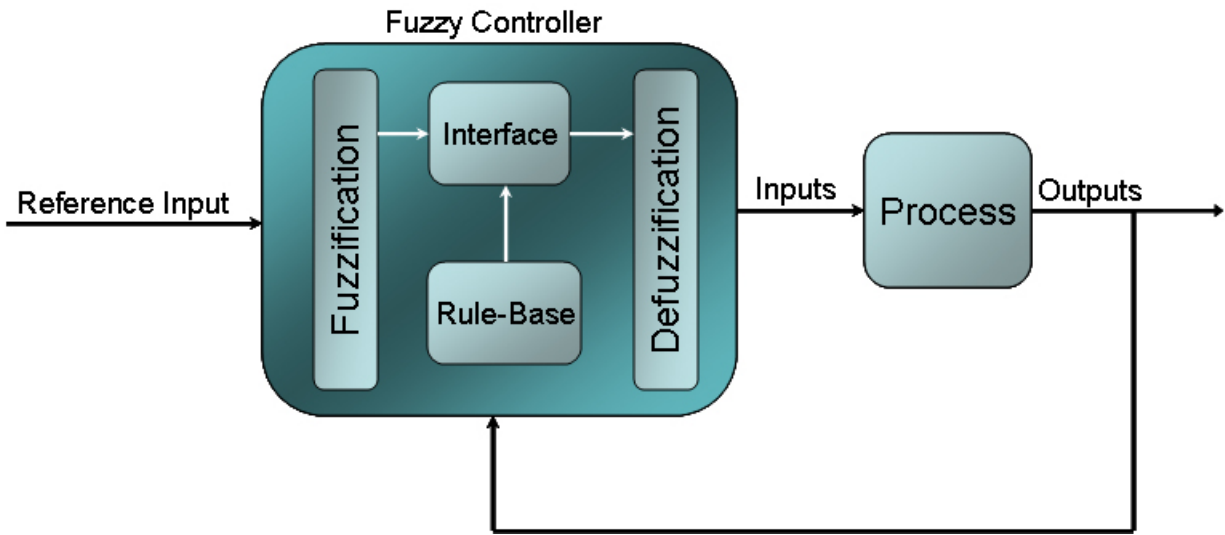 Fuzzy Controller
Reference Input
Fuzzification
Interface
Rule-Base
Defuzzification
Inputs
Process
Outputs